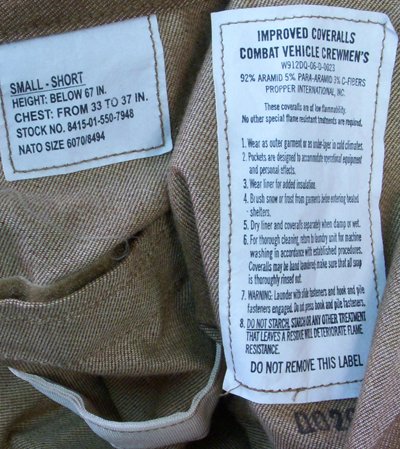 SMALL - SHORT
HEIGHT: BELOW 67 IN.
CHEST: FROM 33 TO 37 IN.
STOCK NO. 8415-01-550-7948
NATO SIZE 6070/8494
IMPROVED COVERALLS
COMBAT VEHICLE CREWMEN'S
W912DQ-06-D-0023
92% ARAMID 5% PARA-ARAMID 3% C-FIBERS
PROPPER INTERNATIONAL, INC.
These coveralls are of low flammability.
No other special flame resistant treatments are required.
1. Wear as outer garment or as under-layer in cold climates.
2. Pockets are designed to accommodate operational equipment
and personal effects.
3. Wear liner for added insulation.
4. Brush snow or frost from garments before entering heated
shelters.
5. Dry liner and coveralls separately when damp or wet.
6. For thorough cleaning, return to laundry unit for machine
washing in accordance with established procedures.
Coveralls may be hand laundered; make sure that all soap
is thoroughly rinsed out.
7. WARNING: Launder with slide fasteners and hook and pile
fasteners engaged. Do not press hook and pile fasteners.
8. DO NOT STARCH. STARCH OR ANY OTHER TREATMENT
THAT LEAVES A RESIDUE WILL DETERIORATE FLAME
RESISTANCE.
DO NOT REMOVE THIS LABEL